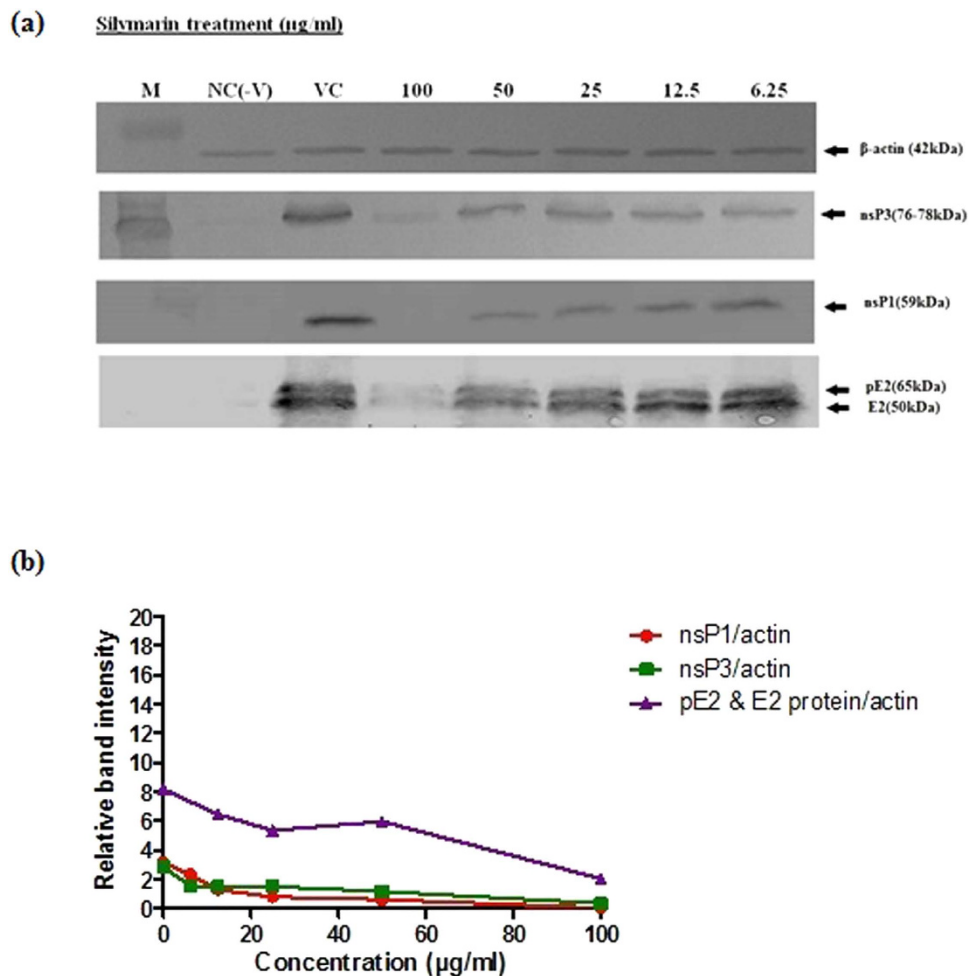 (a)
Silymarin treatment (µg/ml)
M NC(-V) VC 100 50 25 12.5 6.25
β-actin (42kDa)
nsP3(76-78kDa)
nsP1(59kDa)
pE2(65kDa)
E2(50kDa)
(b)
Relative band intensity
20
18
16
14
12
10
8
6
4
2
0
0 20 40 60 80 100
Concentration (µg/ml)
nsP1/actin
nsP3/actin
pE2 & E2 protein/actin